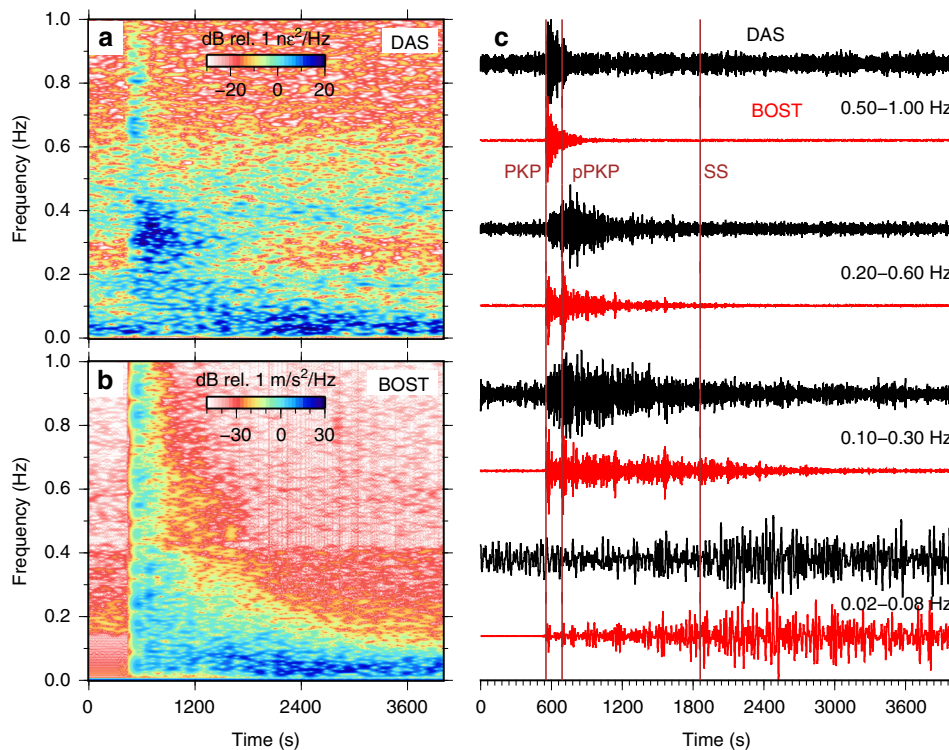 a
dB rel. 1 nε²/Hz
DAS
−20 0 20
Frequency (Hz)
1.0
0.8
0.6
0.4
0.2
0.0
b
dB rel. 1 m/s²/Hz
BOST
−30 0 30
Frequency (Hz)
1.0
0.8
0.6
0.4
0.2
0.0
0 1200 2400 3600
Time (s)
c
DAS
0.50−1.00 Hz
BOST
PKP pPKP SS
0.20−0.60 Hz
0.10−0.30 Hz
0.02−0.08 Hz
0 600 1200 1800 2400 3000 3600
Time (s)